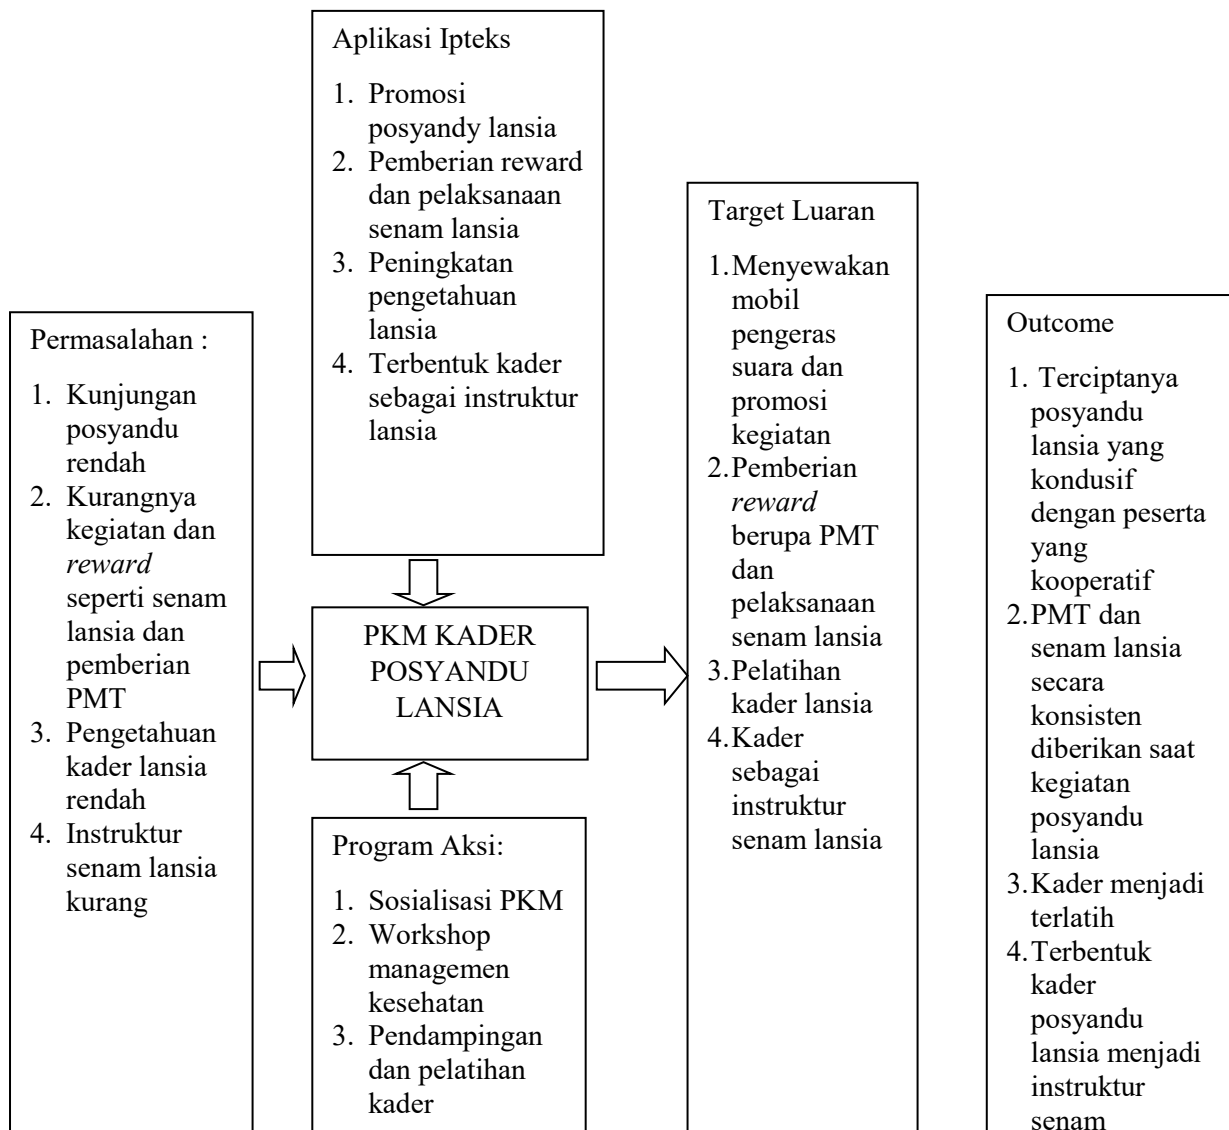 Aplikasi Ipteks
1. Promosi
posyandy lansia
2. Pemberian reward
dan pelaksanaan
senam lansia
3. Peningkatan
pengetahuan
lansia
4. Terbentuk kader
sebagai instruktur
lansia
Permasalahan :
1. Kunjungan
posyandu
rendah
2. Kurangnya
kegiatan dan
reward
seperti senam
lansia dan
pemberian
PMT
3. Pengetahuan
kader lansia
rendah
4. Instruktur
senam lansia
kurang
PKM KADER
POSYANDU
LANSIA
Program Aksi:
1. Sosialisasi PKM
2. Workshop
managemen
kesehatan
3. Pendampingan
dan pelatihan
kader
Target Luaran
1.Menyewakan
mobil
pengeras
suara dan
promosi
kegiatan
2.Pemberian
reward
berupa PMT
dan
pelaksanaan
senam lansia
3.Pelatihan
kader lansia
4.Kader
sebagai
instruktur
senam lansia
Outcome
1. Terciptanya
posyandu
lansia yang
kondusif
dengan peserta
yang
kooperatif
2.PMT dan
senam lansia
secara
konsisten
diberikan saat
kegiatan
posyandu
lansia
3.Kader menjadi
terlatih
4.Terbentuk
kader
posyandu
lansia menjadi
instruktur
senam